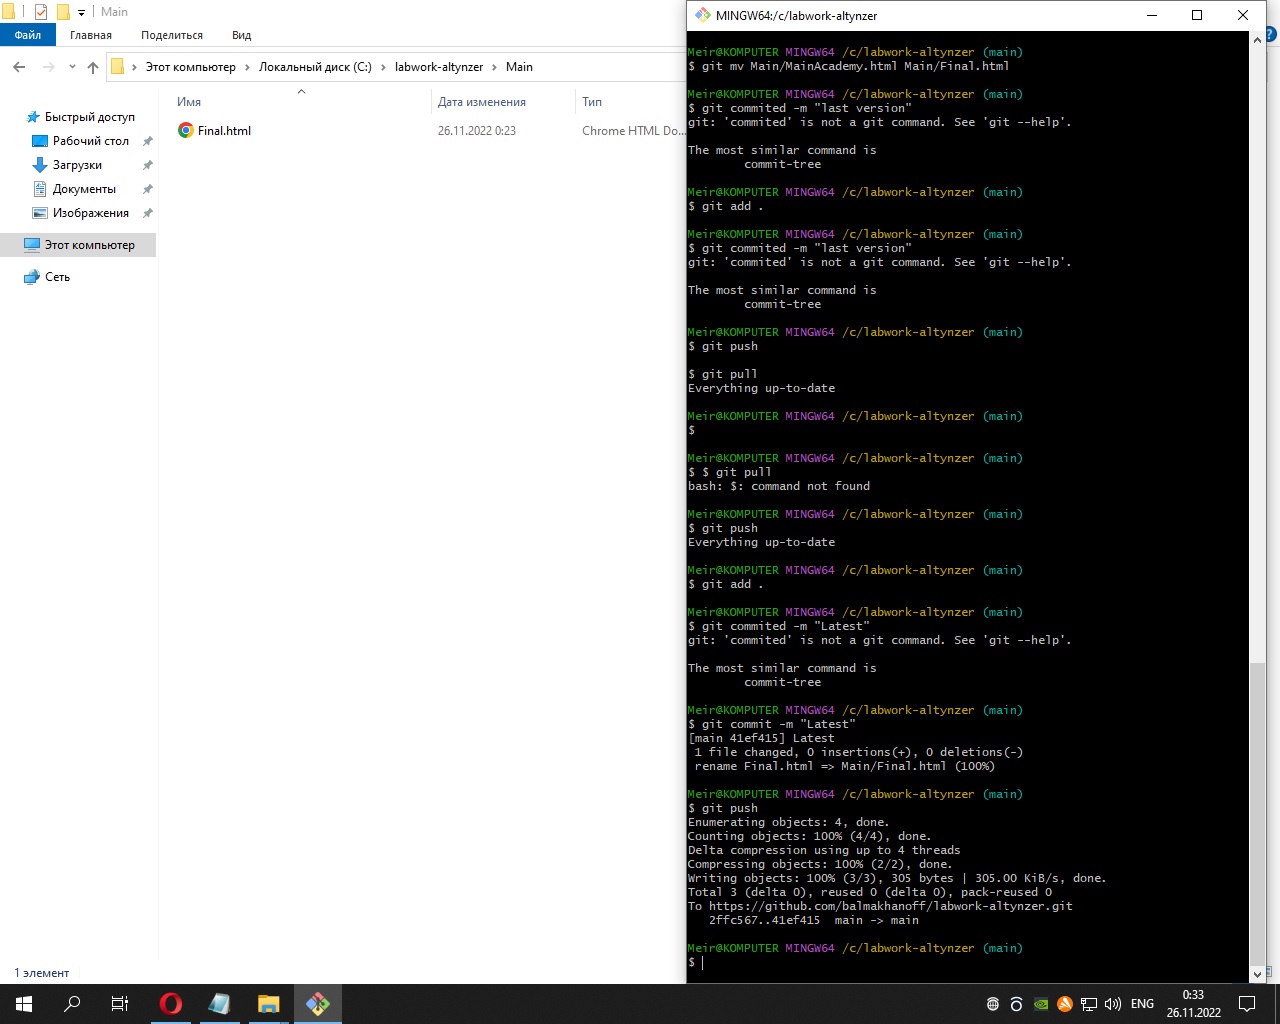 Main
Файл Главная Поделиться Вид
Этот компьютер Локальный диск (C:) labwork-altynzer Main
Имя Дата изменения Тип
Final.html 26.11.2022 0:23 Chrome HTML Do...
Быстрый доступ
Рабочий стол
Загрузки
Документы
Изображения
Этот компьютер
Сеть
1 элемент
MINGW64:/c/labwork-altynzer
Meir@KOMPUTER MINGW64 /c/labwork-altynzer (main)
$ git mv Main/MainAcademy.html Main/Final.html
Meir@KOMPUTER MINGW64 /c/labwork-altynzer (main)
$ git commited -m "last version"
git: 'commited' is not a git command. See 'git --help'.
The most similar command is
commit-tree
Meir@KOMPUTER MINGW64 /c/labwork-altynzer (main)
$ git add .
Meir@KOMPUTER MINGW64 /c/labwork-altynzer (main)
$ git commited -m "last version"
git: 'commited' is not a git command. See 'git --help'.
The most similar command is
commit-tree
Meir@KOMPUTER MINGW64 /c/labwork-altynzer (main)
$ git push
$ git pull
Everything up-to-date
Meir@KOMPUTER MINGW64 /c/labwork-altynzer (main)
$
Meir@KOMPUTER MINGW64 /c/labwork-altynzer (main)
$ $ git pull
bash: $: command not found
Meir@KOMPUTER MINGW64 /c/labwork-altynzer (main)
$ git push
Everything up-to-date
Meir@KOMPUTER MINGW64 /c/labwork-altynzer (main)
$ git add .
Meir@KOMPUTER MINGW64 /c/labwork-altynzer (main)
$ git commited -m "Latest"
git: 'commited' is not a git command. See 'git --help'.
The most similar command is
commit-tree
Meir@KOMPUTER MINGW64 /c/labwork-altynzer (main)
$ git commit -m "Latest"
[main 41ef415] Latest
1 file changed, 0 insertions(+), 0 deletions(-)
rename Final.html => Main/Final.html (100%)
Meir@KOMPUTER MINGW64 /c/labwork-altynzer (main)
$ git push
Enumerating objects: 4, done.
Counting objects: 100% (4/4), done.
Delta compression using up to 4 threads
Compressing objects: 100% (2/2), done.
Writing objects: 100% (3/3), 305 bytes | 305.00 KiB/s, done.
Total 3 (delta 0), reused 0 (delta 0), pack-reused 0
To https://github.com/balmakhanoff/labwork-altynzer.git
2ffc567..41ef415 main -> main
Meir@KOMPUTER MINGW64 /c/labwork-altynzer (main)
$
ENG
0:33
26.11.2022